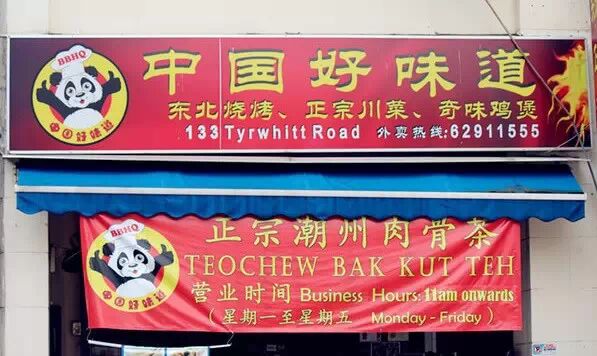 BBHQ
中国好味道
中国好味道
东北烧烤、正宗川菜、奇味鸡煲
133 Tyrwhitt Road 外卖热线:62911555
BBHQ
中国好味道
正宗潮州肉骨茶
TEOCHEW BAK KUT TEH
营业时间 Business Hours: 11am onwards
(星期一至星期五 Monday - Friday)